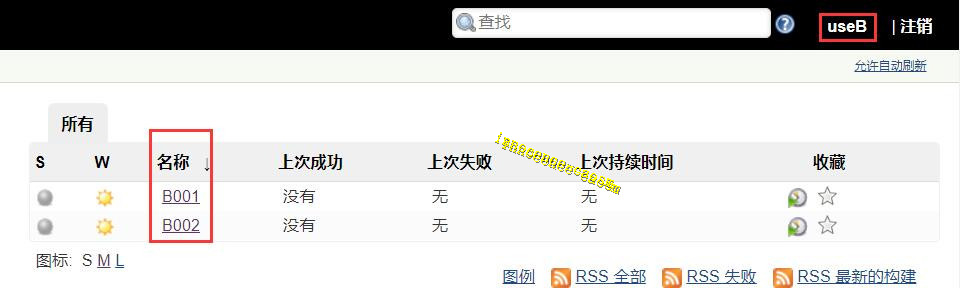 查找
useB | 注销
允许自动刷新
所有
S W 名称 ↓ 上次成功 上次失败 上次持续时间 收藏
B001 没有 无 无
B002 没有 无 无
图标: S M L
图例 RSS 全部 RSS 失败 RSS 最新的构建